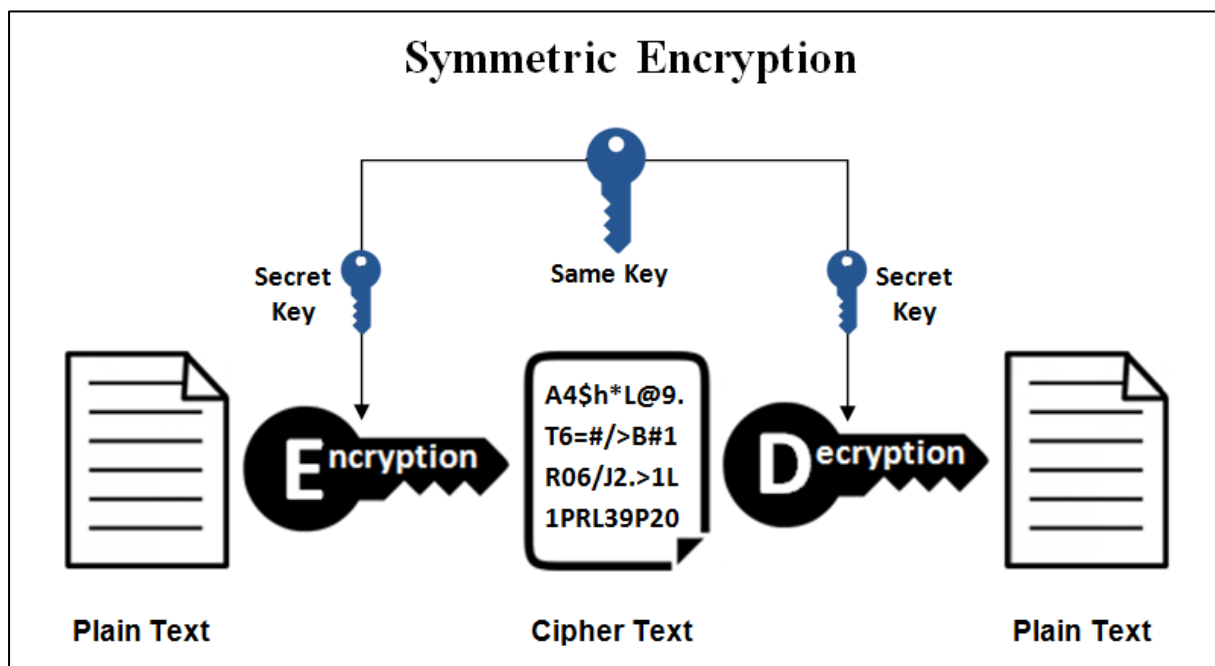 Symmetric Encryption
Same Key
Secret
Key
Secret
Key
Encryption
A4$h*L@9.
T6=#/>B#1
R06/J2.>1L
1PRL39P20
Decryption
Plain Text
Cipher Text
Plain Text